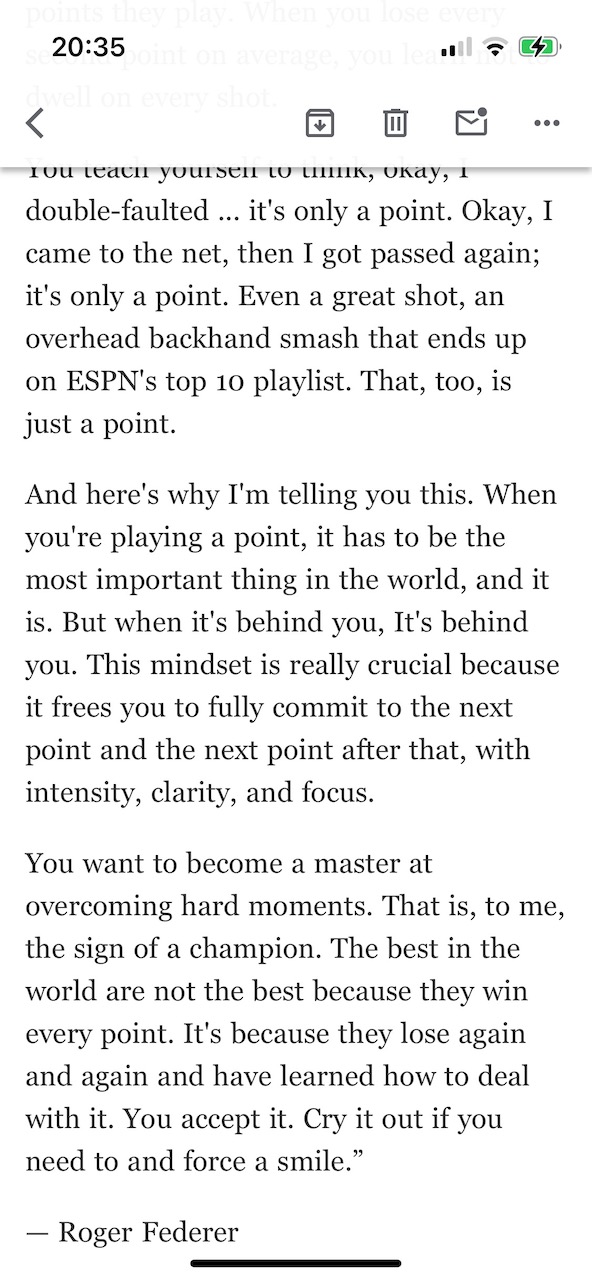 points they play. When you lose every
20:35
second point on average, you learn not to
dwell on every shot.
You teach yourself to think, okay, I
double-faulted ... it's only a point. Okay, I
came to the net, then I got passed again;
it's only a point. Even a great shot, an
overhead backhand smash that ends up
on ESPN's top 10 playlist. That, too, is
just a point.
And here's why I'm telling you this. When
you're playing a point, it has to be the
most important thing in the world, and it
is. But when it's behind you, It's behind
you. This mindset is really crucial because
it frees you to fully commit to the next
point and the next point after that, with
intensity, clarity, and focus.
You want to become a master at
overcoming hard moments. That is, to me,
the sign of a champion. The best in the
world are not the best because they win
every point. It's because they lose again
and again and have learned how to deal
with it. You accept it. Cry it out if you
need to and force a smile.”
— Roger Federer